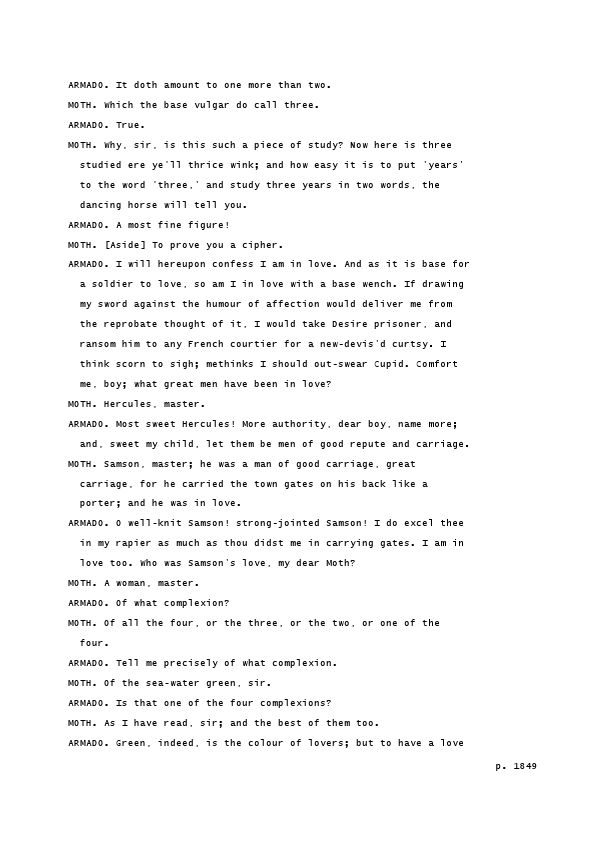 ARMADO. It doth amount to one more than two.
MOTH. Which the base vulgar do call three.
ARMADO. True.
MOTH. Why, sir, is this such a piece of study? Now here is three
studied ere ye'll thrice wink; and how easy it is to put 'years'
to the word 'three,' and study three years in two words, the
dancing horse will tell you.
ARMADO. A most fine figure!
MOTH. [Aside] To prove you a cipher.
ARMADO. I will hereupon confess I am in love. And as it is base for
a soldier to love, so am I in love with a base wench. If drawing
my sword against the humour of affection would deliver me from
the reprobate thought of it, I would take Desire prisoner, and
ransom him to any French courtier for a new-devis'd curtsy. I
think scorn to sigh; methinks I should out-swear Cupid. Comfort
me, boy; what great men have been in love?
MOTH. Hercules, master.
ARMADO. Most sweet Hercules! More authority, dear boy, name more;
and, sweet my child, let them be men of good repute and carriage.
MOTH. Samson, master; he was a man of good carriage, great
carriage, for he carried the town gates on his back like a
porter; and he was in love.
ARMADO. O well-knit Samson! strong-jointed Samson! I do excel thee
in my rapier as much as thou didst me in carrying gates. I am in
love too. Who was Samson's love, my dear Moth?
MOTH. A woman, master.
ARMADO. Of what complexion?
MOTH. Of all the four, or the three, or the two, or one of the
four.
ARMADO. Tell me precisely of what complexion.
MOTH. Of the sea-water green, sir.
ARMADO. Is that one of the four complexions?
MOTH. As I have read, sir; and the best of them too.
ARMADO. Green, indeed, is the colour of lovers; but to have a love
p. 1849